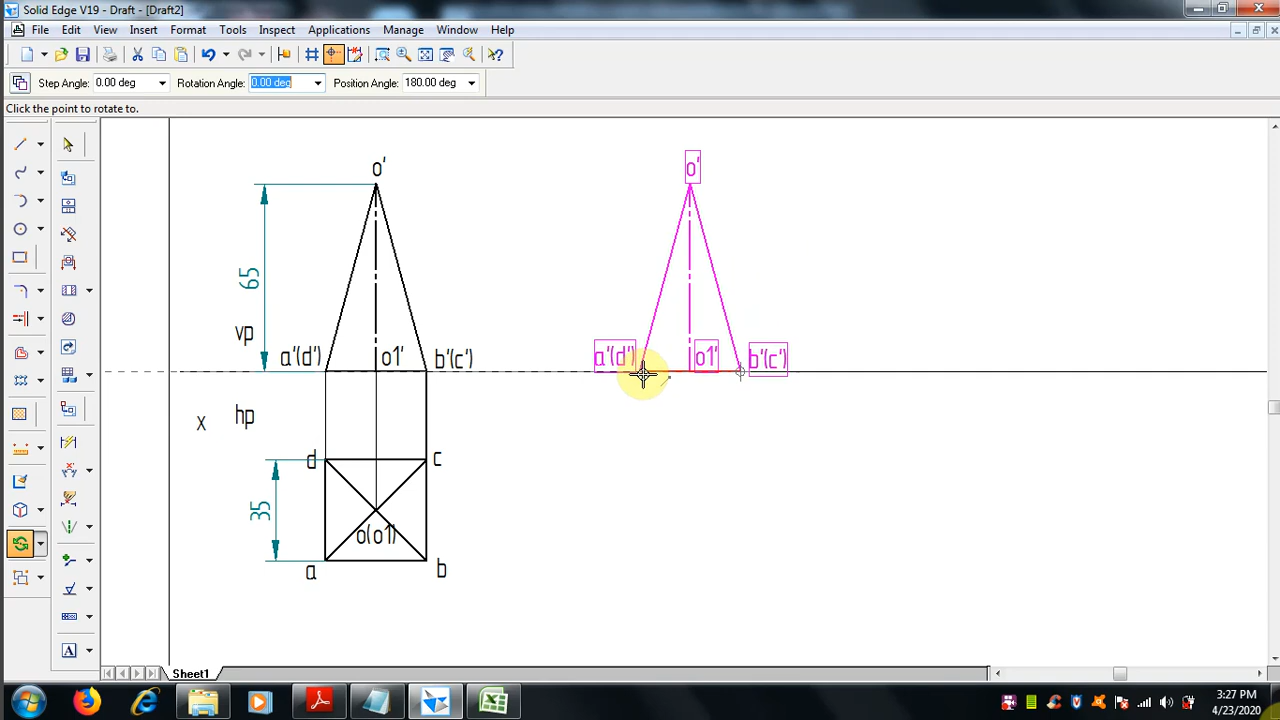 Solid Edge V19 - Draft - [Draft2]
File Edit View Insert Format Tools Inspect Applications Manage Window Help
Step Angle: 0.00 deg Rotation Angle: 0.00 deg Position Angle: 180.00 deg
Click the point to rotate to.
o' o'
65
vp
a'(d') o1' b'(c') a'(d') o1' b'(c')
x hp
d c
35
o(o1)
a b
A
Sheet1
3:27 PM
4/23/2020